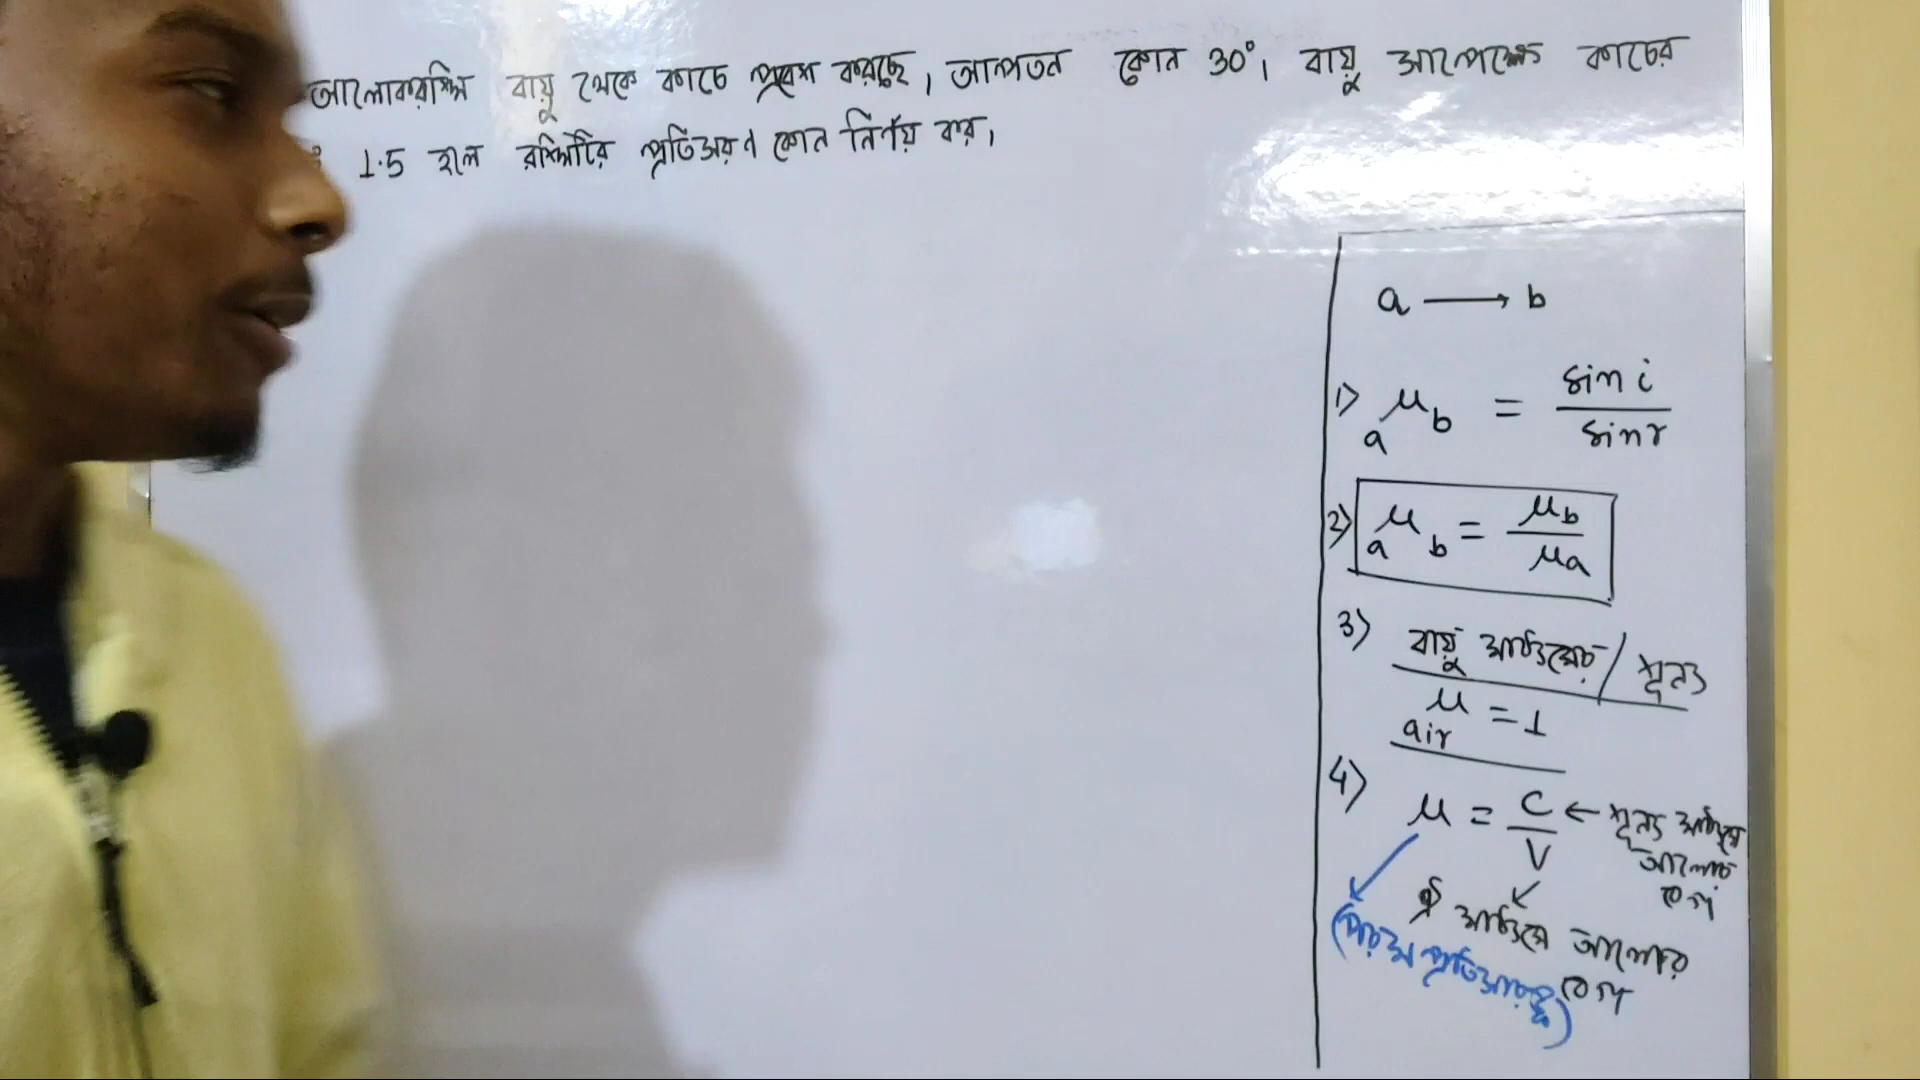 আলোকরশ্মি বায়ু থেকে কাচে প্রবেশ করছে, আপতন কোন 30°। বায়ু সাপেক্ষে কাচের
1.5 হলে রশ্মিটির প্রতিসরণ কোন নির্ণয় কর।
a ⟶ b
1) aμb = sin i / sin r
2) aμb = μb / μa
3) বায়ু মাধ্যমের / শূন্য
μair = 1
4) μ = C / V ← শূন্য মাধ্যমে আলোর বেগ
ঐ মাধ্যমে আলোর বেগ
(পরম প্রতিসরাঙ্ক)